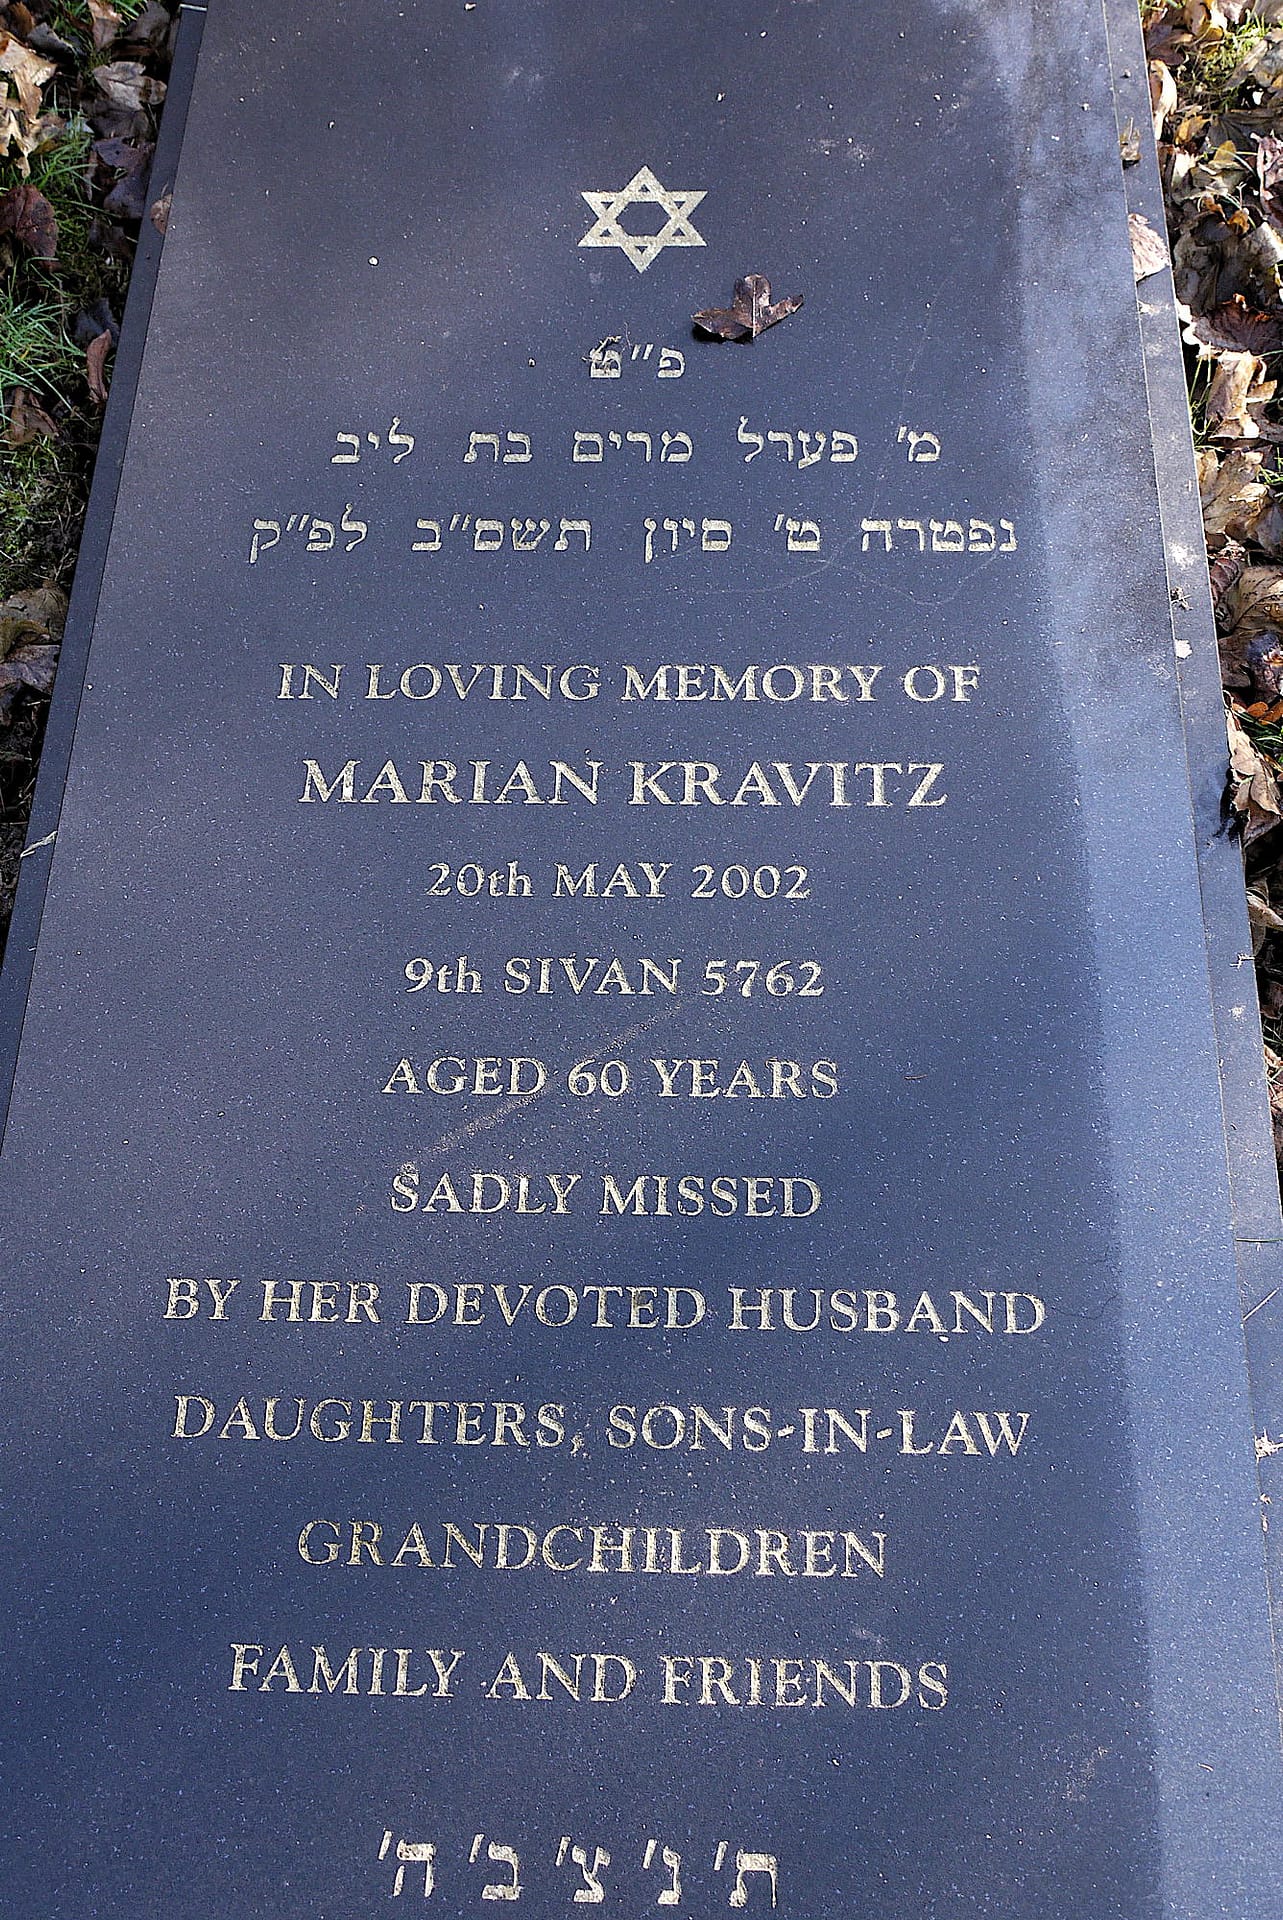 פ״ט
מ׳ פערל מרים בת ליב
נפטרה ט׳ סיון תשס״ב לפ״ק
IN LOVING MEMORY OF
MARIAN KRAVITZ
20th MAY 2002
9th SIVAN 5762
AGED 60 YEARS
SADLY MISSED
BY HER DEVOTED HUSBAND
DAUGHTERS, SONS-IN-LAW
GRANDCHILDREN
FAMILY AND FRIENDS
ת׳ נ׳ צ׳ ב׳ ה׳